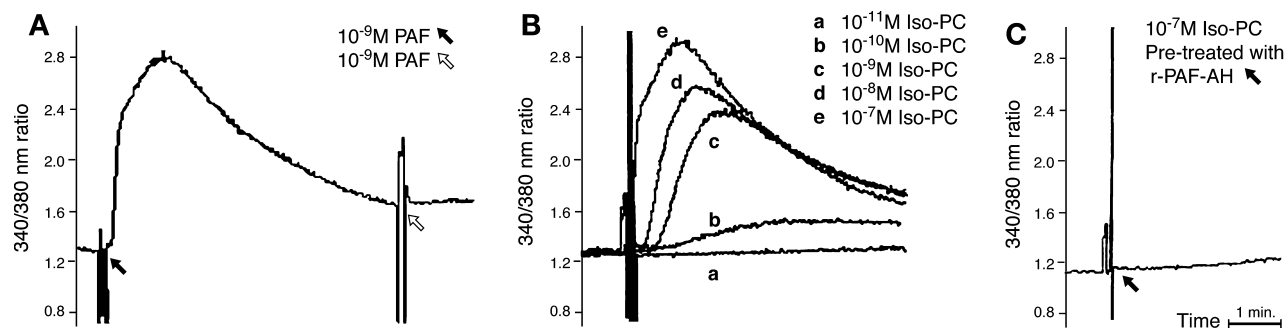 A
10⁻⁹M PAF
10⁻⁹M PAF
340/380 nm ratio
2.8
2.4
2.0
1.6
1.2
0.8
B
a 10⁻¹¹M Iso-PC
b 10⁻¹⁰M Iso-PC
c 10⁻⁹M Iso-PC
d 10⁻⁸M Iso-PC
e 10⁻⁷M Iso-PC
340/380 nm ratio
2.8
2.4
2.0
1.6
1.2
0.8
e
d
c
b
a
C
10⁻⁷M Iso-PC
Pre-treated with
r-PAF-AH
340/380 nm ratio
2.8
2.4
2.0
1.6
1.2
0.8
Time 1 min.